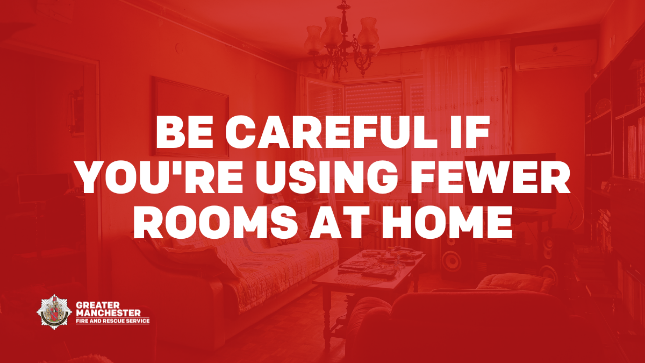 BE CAREFUL IF
YOU'RE USING FEWER
ROOMS AT HOME
GREATER
MANCHESTER
FIRE AND RESCUE SERVICE